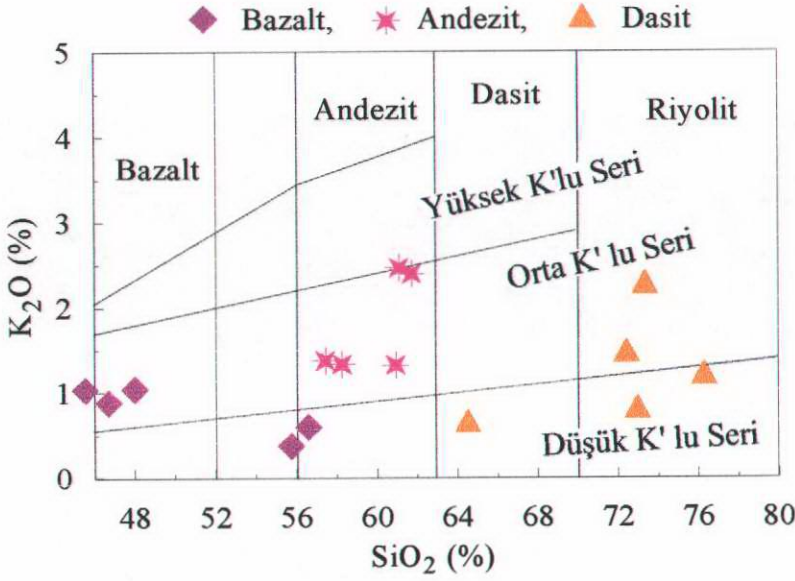 Bazalt, Andezit, Dasit
5
4
3
2
1
0
K₂O (%)
Bazalt
Andezit
Dasit
Riyolit
Yüksek K'lu Seri
Orta K' lu Seri
Düşük K' lu Seri
48 52 56 60 64 68 72 76 80
SiO₂ (%)